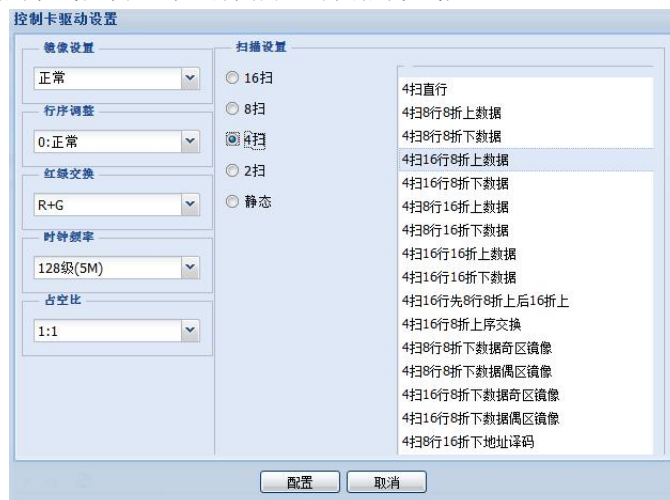 控制卡驱动设置
镜像设置
正常
行序调整
0:正常
红绿交换
R+G
时钟频率
128级(5M)
占空比
1:1
扫描设置
16扫
8扫
4扫
2扫
静态
4扫直行
4扫8行8折上数据
4扫8行8折下数据
4扫16行8折上数据
4扫16行8折下数据
4扫8行16折上数据
4扫8行16折下数据
4扫16行16折上数据
4扫16行16折下数据
4扫16行先8行8折上后16折上
4扫16行8折上序交换
4扫8行8折下数据奇区镜像
4扫8行8折下数据偶区镜像
4扫16行8折下数据奇区镜像
4扫16行8折下数据偶区镜像
4扫8行16折下地址译码
配置
取消